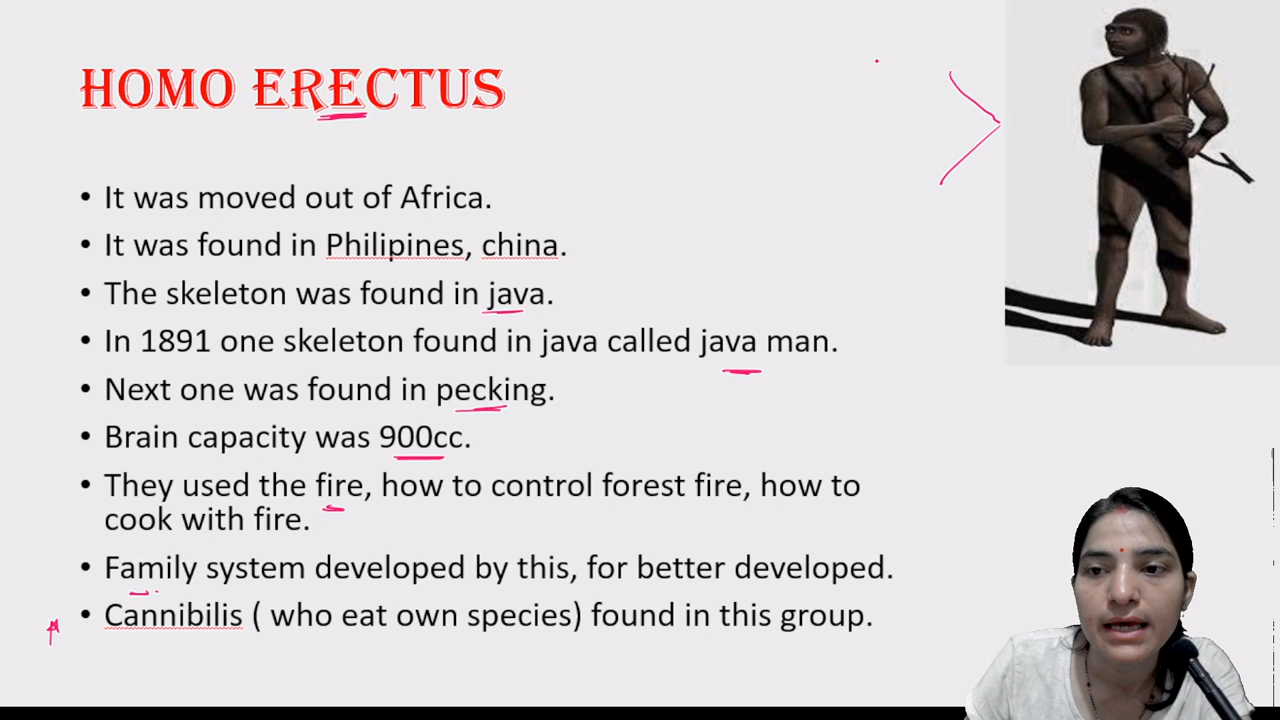 HOMO ERECTUS
• It was moved out of Africa.
• It was found in Philipines, china.
• The skeleton was found in java.
• In 1891 one skeleton found in java called java man.
• Next one was found in pecking.
• Brain capacity was 900cc.
• They used the fire, how to control forest fire, how to
cook with fire.
• Family system developed by this, for better developed.
• Cannibilis ( who eat own species) found in this group.